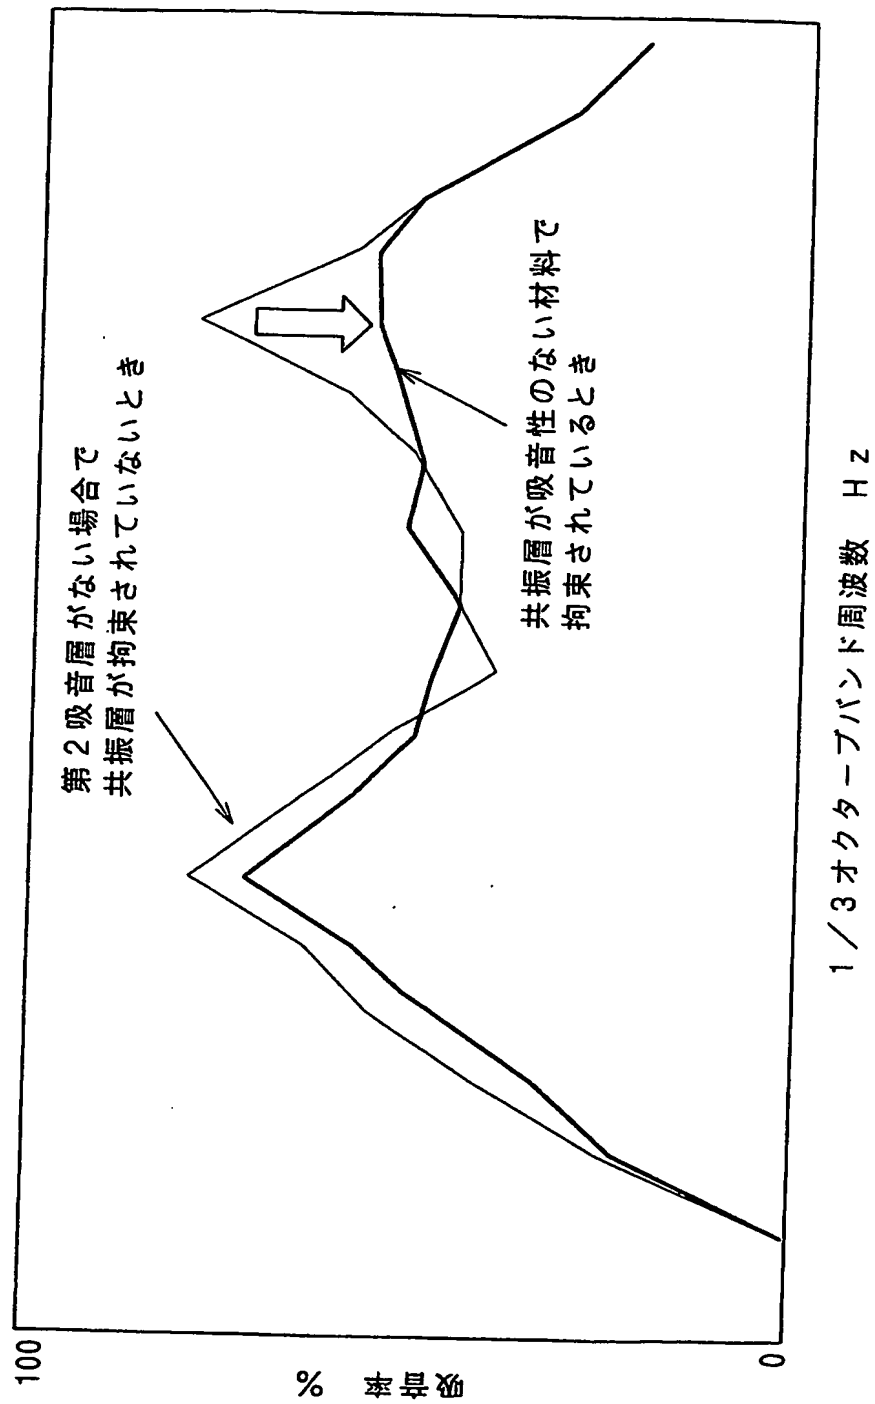 100
吸音率 %
0
第2吸音層がない場合で
共振層が拘束されていないとき
共振層が吸音性のない材料で
拘束されているとき
1/3オクターブバンド周波数 Hz